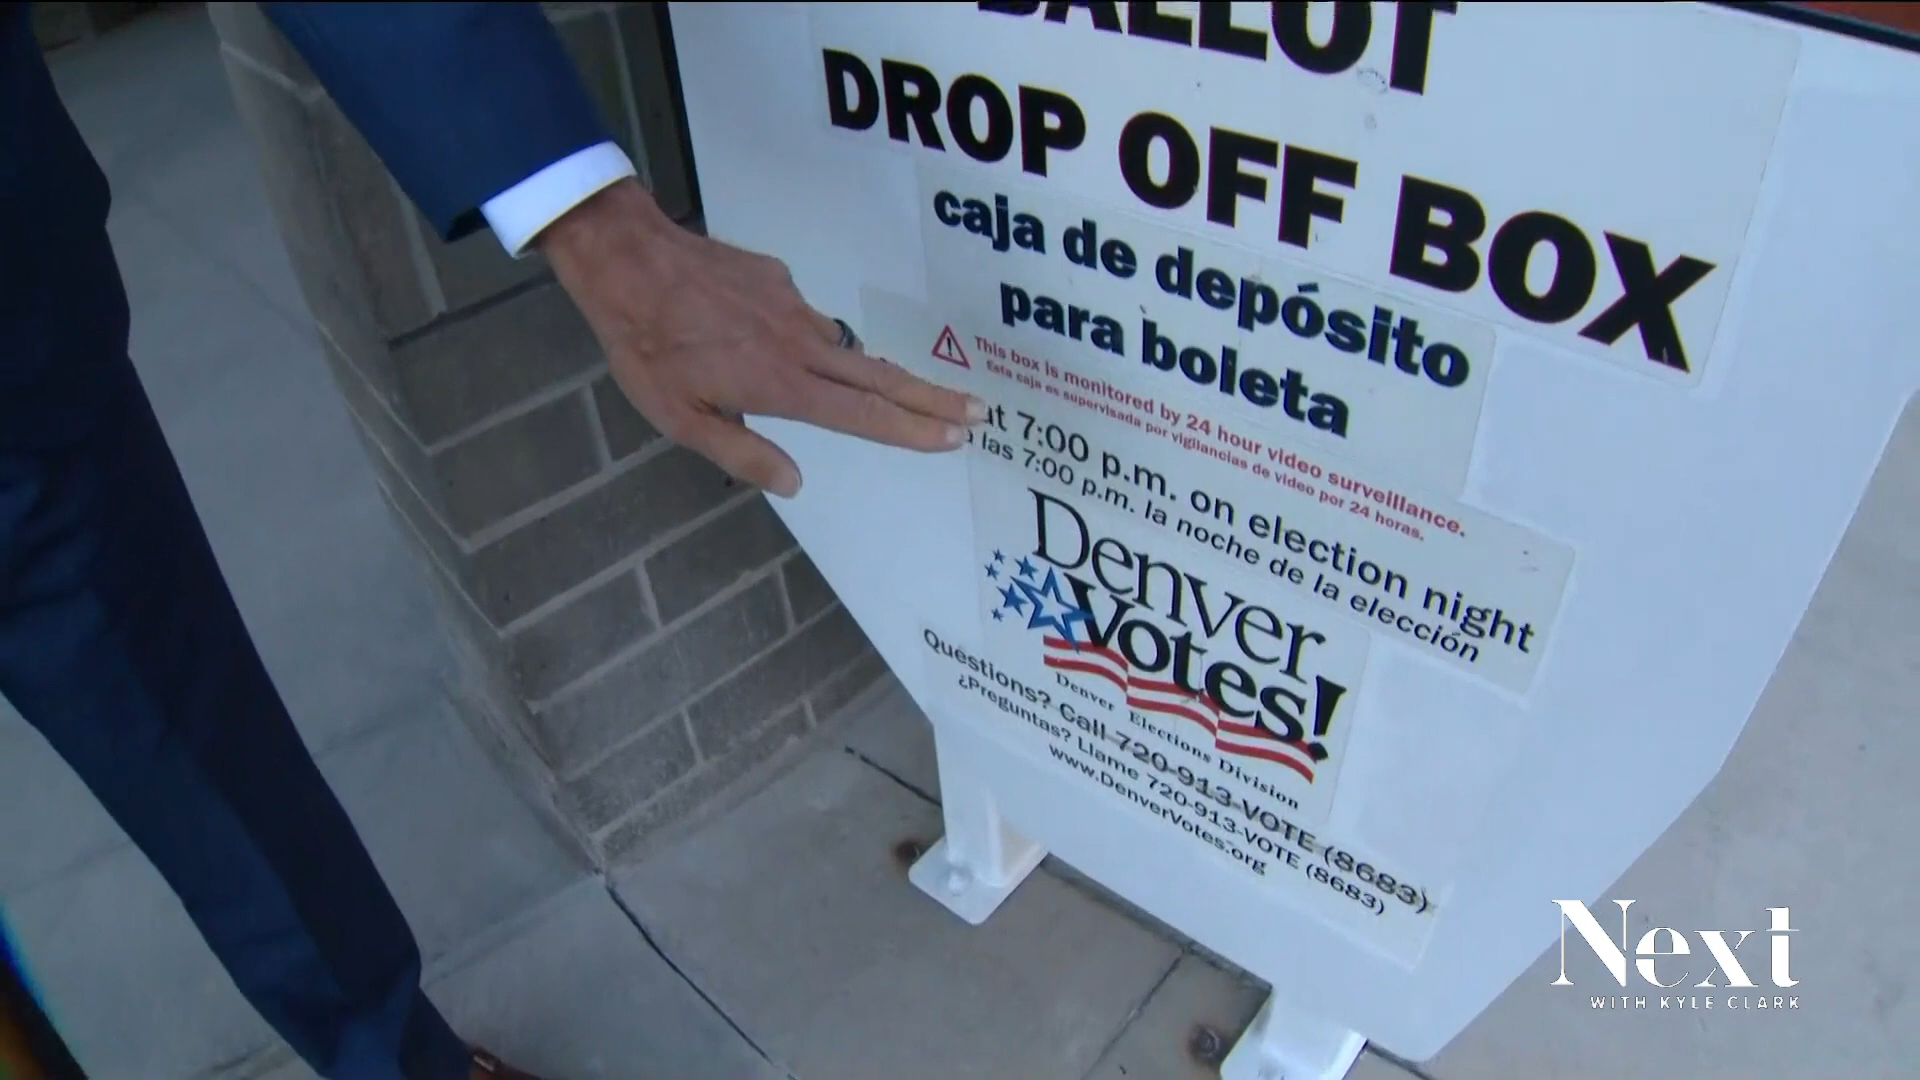 BALLOT
DROP OFF BOX
caja de depósito
para boleta
This box is monitored by 24 hour video surveillance.
Esta caja es supervisada por vigilancias de video por 24 horas.
at 7:00 p.m. on election night
a las 7:00 p.m. la noche de la elección
Denver
Votes!
Denver Elections Division
Questions? Call 720-913-VOTE (8683)
¿Preguntas? Llame 720-913-VOTE (8683)
www.DenverVotes.org
Next
WITH KYLE CLARK